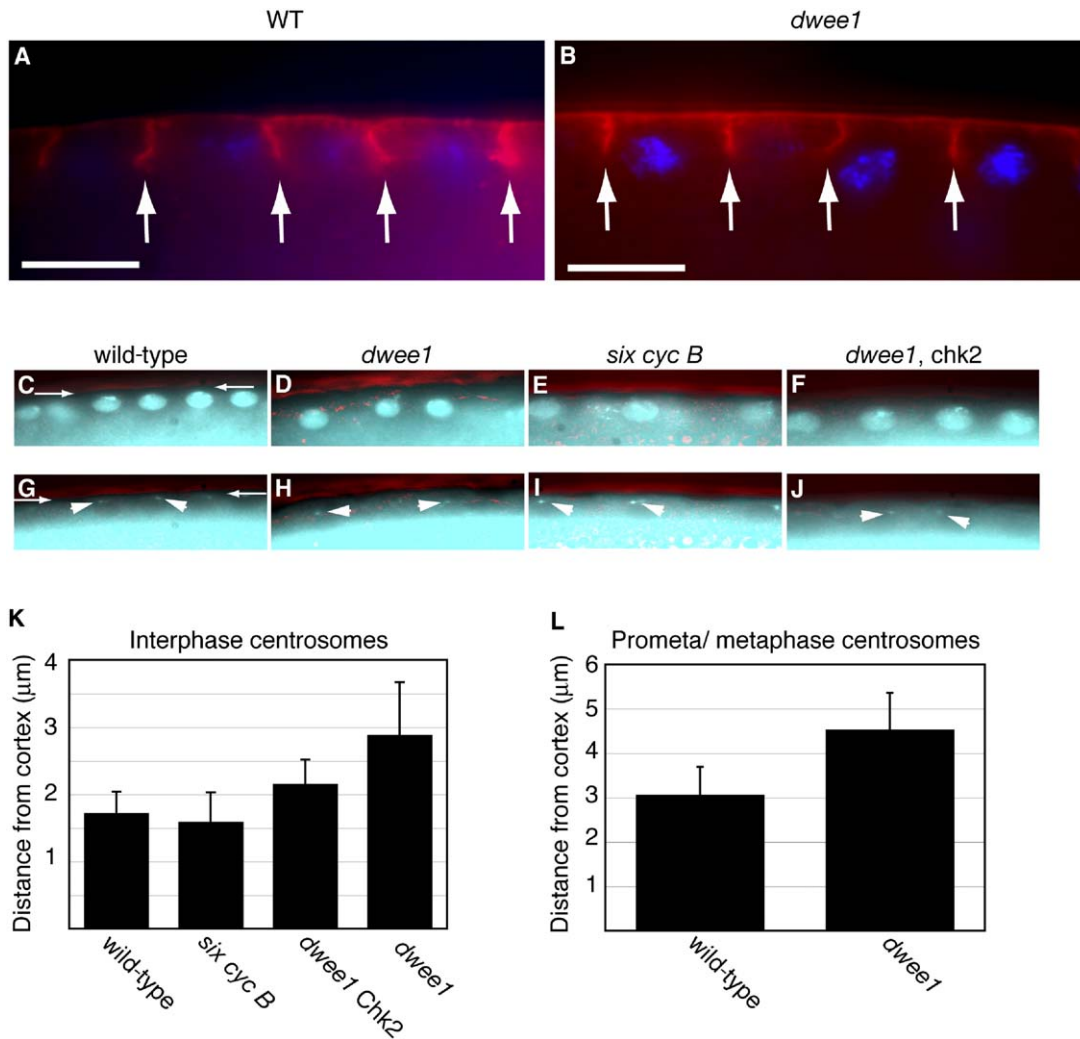 WT
dwee1
A
B
wild-type
dwee1
six cyc B
dwee1, chk2
C
D
E
F
G
H
I
J
K
Interphase centrosomes
Distance from cortex (μm)
4
3
2
1
wild-type
six cyc B
dwee1 Chk2
dwee1
L
Prometa/ metaphase centrosomes
Distance from cortex (μm)
6
5
4
3
2
1
wild-type
dwee1